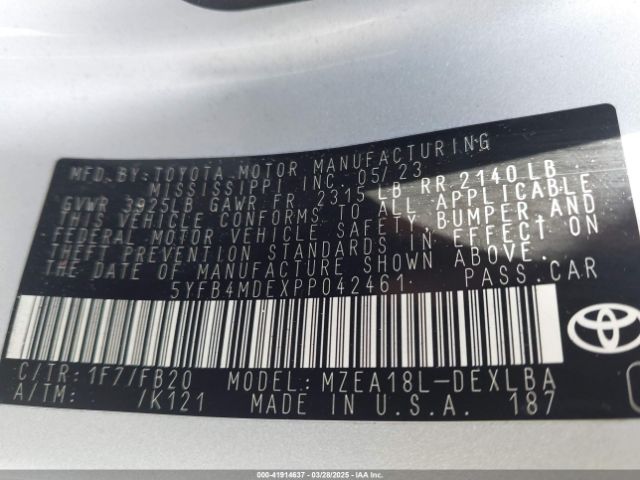 MFD. BY: TOYOTA MOTOR MANUFACTURING
MISSISSIPPI INC 05/23
GVWR 3925LB GAWR FR 2315 LB RR 2140 LB
THIS VEHICLE CONFORMS TO ALL APPLICABLE
FEDERAL MOTOR VEHICLE SAFETY, BUMPER, AND
THEFT PREVENTION STANDARDS IN EFFECT ON
THE DATE OF MANUFACTURE SHOWN ABOVE.
5YFB4MDEXPP042461 PASS. CAR
C/TR: 1F7/FB20 MODEL: MZEA18L-DEXLBA
A/TM: /K121 MADE IN U.S.A. 187
000-41914637 | 03/28/2025 - IAAI.COM